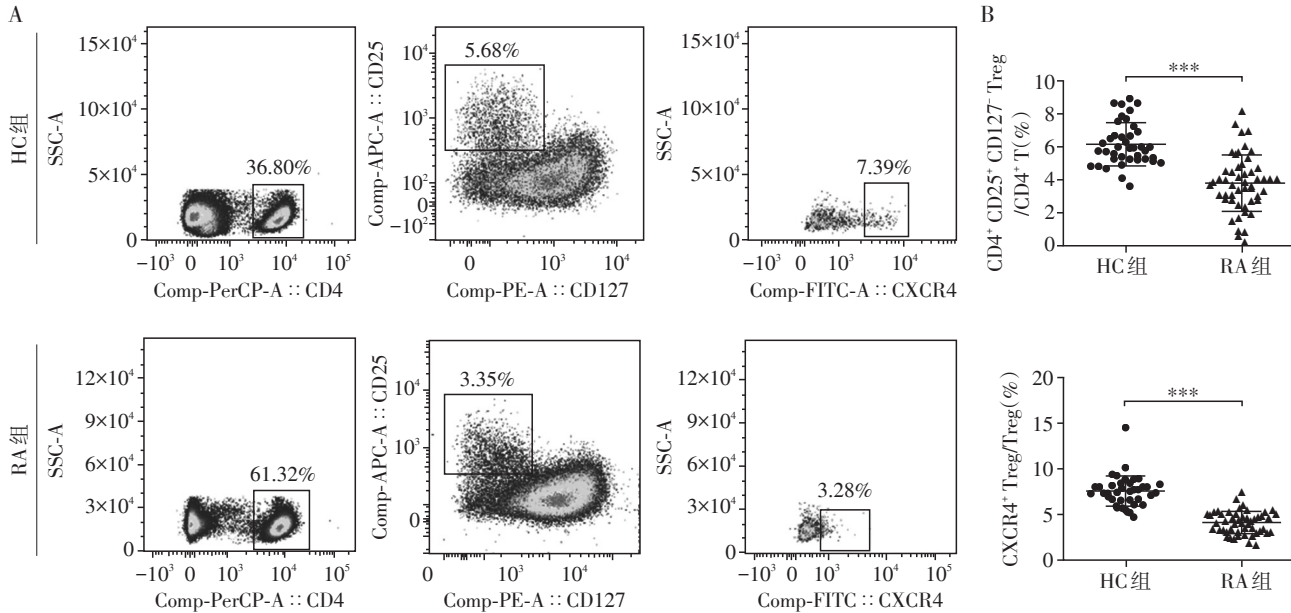 A
HC组
SSC-A
15×10⁴
10×10⁴
5×10⁴
0
36.80%
−10³ 0 10³ 10⁴ 10⁵
Comp-PerCP-A :: CD4
Comp-APC-A :: CD25
10⁴
10³
10²
0
−10²
5.68%
0 10² 10³ 10⁴
Comp-PE-A :: CD127
SSC-A
15×10⁴
10×10⁴
5×10⁴
0
7.39%
−10³ 0 10³ 10⁴ 10⁵
Comp-FITC-A :: CXCR4
RA组
SSC-A
12×10⁴
9×10⁴
6×10⁴
3×10⁴
0
61.32%
−10³ 0 10³ 10⁴ 10⁵
Comp-PerCP-A :: CD4
Comp-APC-A :: CD25
10⁴
10³
0
3.35%
0 10³ 10⁴
Comp-PE-A :: CD127
SSC-A
12×10⁴
9×10⁴
6×10⁴
3×10⁴
0
3.28%
−10³ 0 10³ 10⁴ 10⁵
Comp-FITC :: CXCR4
B
CD4⁺ CD25⁺ CD127⁻ Treg
/CD4⁺ T(%)
10
8
6
4
2
0
***
HC组 RA组
CXCR4⁺ Treg/Treg(%)
20
15
10
5
0
***
HC组 RA组